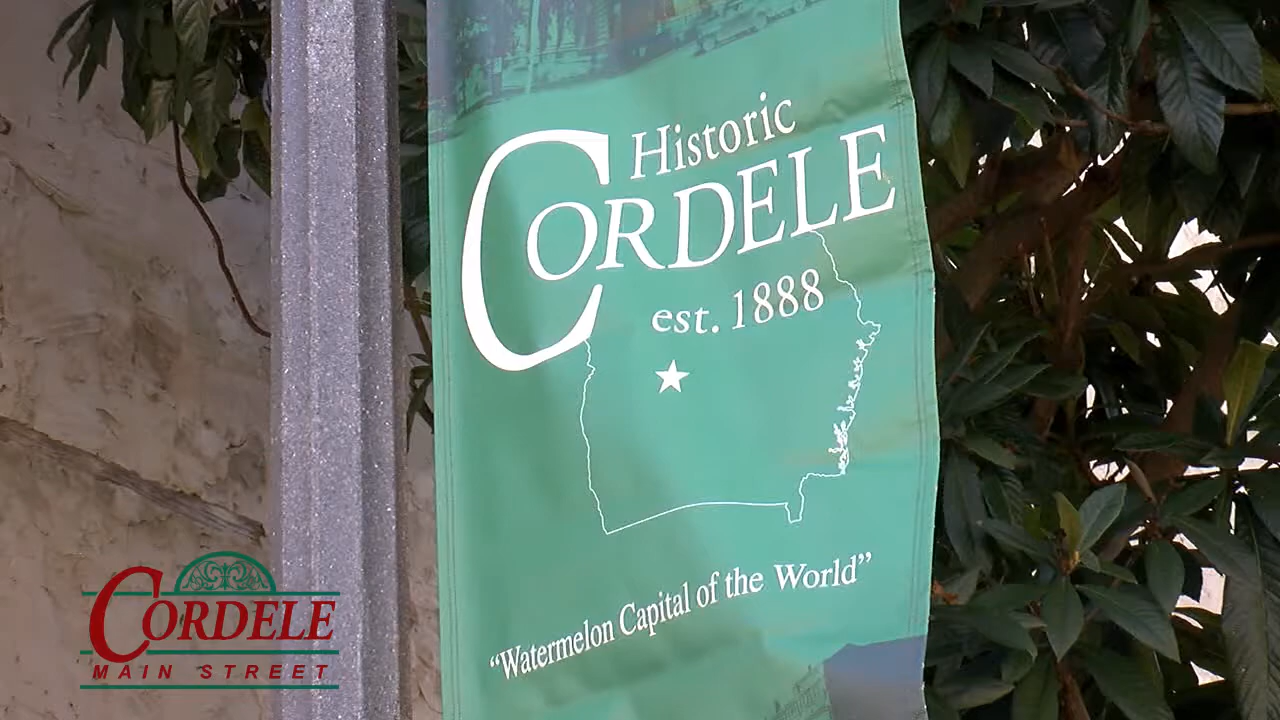 Historic
CORDELE
est. 1888
“Watermelon Capital of the World”
CORDELE
MAIN STREET